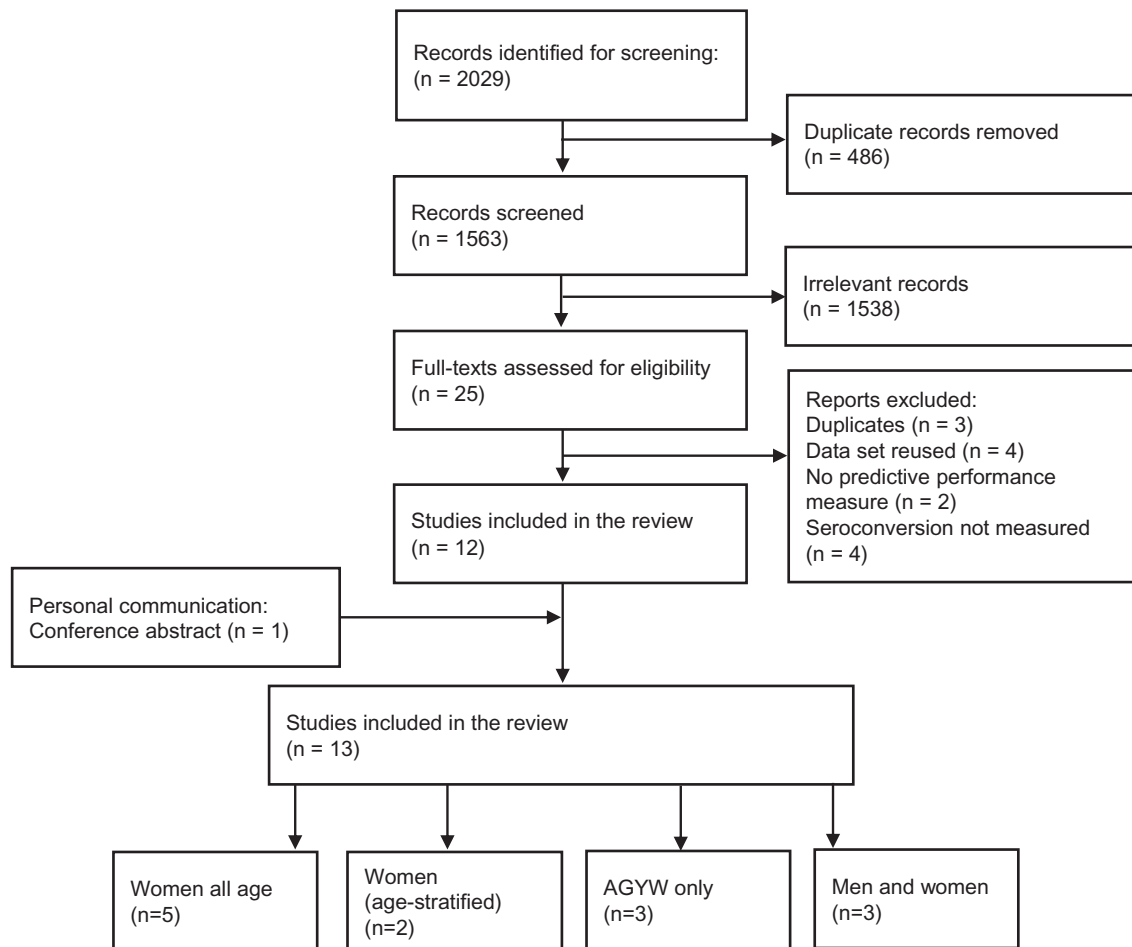 Records identified for screening:
(n = 2029)
Duplicate records removed
(n = 486)
Records screened
(n = 1563)
Irrelevant records
(n = 1538)
Full-texts assessed for eligibility
(n = 25)
Reports excluded:
Duplicates (n = 3)
Data set reused (n = 4)
No predictive performance
measure (n = 2)
Seroconversion not measured
(n = 4)
Studies included in the review
(n = 12)
Personal communication:
Conference abstract (n = 1)
Studies included in the review
(n = 13)
Women all age
(n=5)
Women
(age-stratified)
(n=2)
AGYW only
(n=3)
Men and women
(n=3)